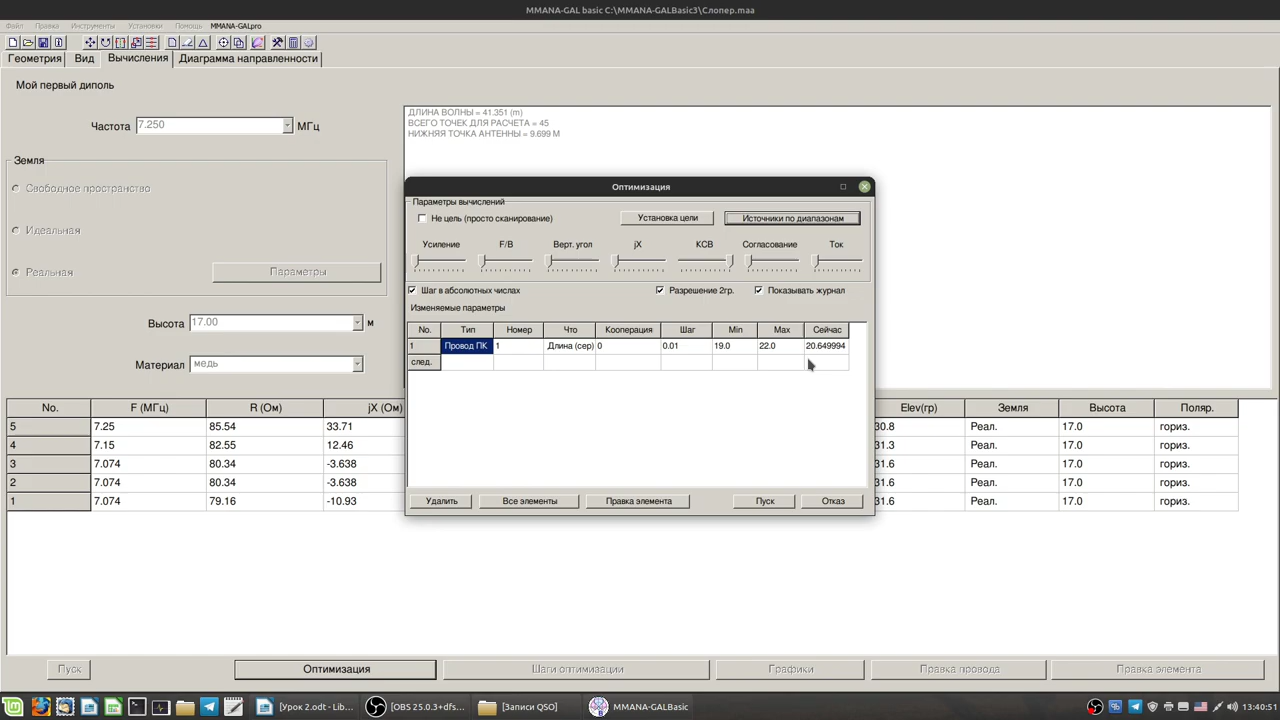 MMANA-GAL basic C:\MMANA-GALBasic3\Слопер.maa
Файл Правка Инструменты Установки Помощь MMANA-GALpro
Геометрия Вид Вычисления Диаграмма направленности
Мой первый диполь
Частота 7.250 МГц
Земля
Свободное пространство
Идеальная
Реальная Параметры
Высота 17.00 м
Материал медь
ДЛИНА ВОЛНЫ = 41.351 (m)
ВСЕГО ТОЧЕК ДЛЯ РАСЧЕТА = 45
НИЖНЯЯ ТОЧКА АНТЕННЫ = 9.699 М
Оптимизация
Параметры вычислений
Не цель (просто сканирование) Установка цели Источники по диапазонам
Усиление F/B Верт. угол jX КСВ Согласование Ток
Шаг в абсолютных числах Разрешение 2гр. Показывать журнал
Изменяемые параметры
No. Тип Номер Что Кооперация Шаг Min Max Сейчас
1 Провод ПК 1 Длина (сер) 0 0.01 19.0 22.0 20.649994
след.
Удалить Все элементы Правка элемента Пуск Отказ
No. F (МГц) R (Ом) jX (Ом) Elev(гр) Земля Высота Поляр.
5 7.25 85.54 33.71 30.8 Реал. 17.0 гориз.
4 7.15 82.55 12.46 31.3 Реал. 17.0 гориз.
3 7.074 80.34 -3.638 31.6 Реал. 17.0 гориз.
2 7.074 80.34 -3.638 31.6 Реал. 17.0 гориз.
1 7.074 79.16 -10.93 31.6 Реал. 17.0 гориз.
Пуск Оптимизация Шаги оптимизации Графики Правка провода Правка элемента
[Урок 2.odt - Lib... [OBS 25.0.3+dfs... [Записи QSO] MMANA-GALBasic 13:40:51